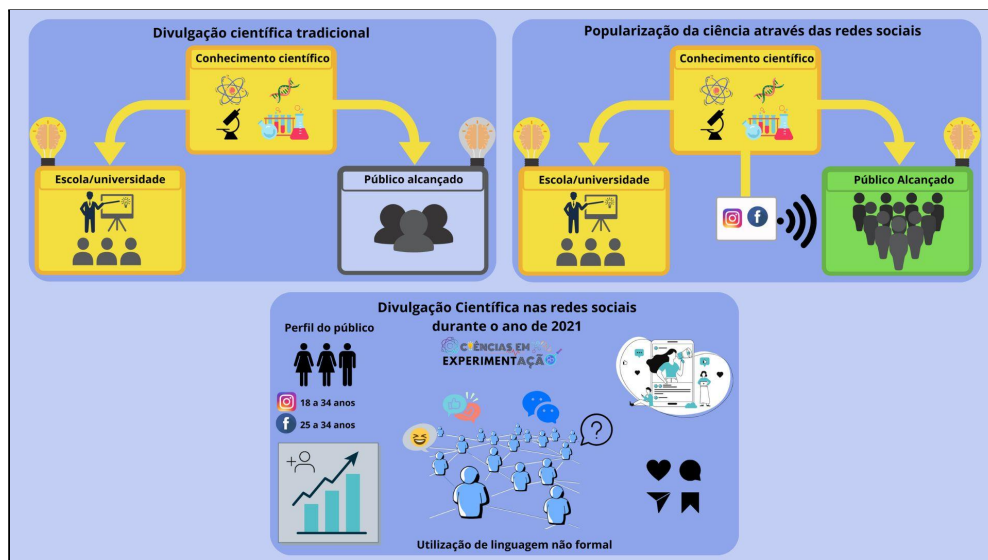 Divulgação científica tradicional
Conhecimento científico
Escola/universidade
Público alcançado
Popularização da ciência através das redes sociais
Conhecimento científico
Escola/universidade
Público Alcançado
Divulgação Científica nas redes sociais
durante o ano de 2021
Perfil do público
CIÊNCIAS EM
EXPERIMENTAÇÃO
18 a 34 anos
25 a 34 anos
Utilização de linguagem não formal